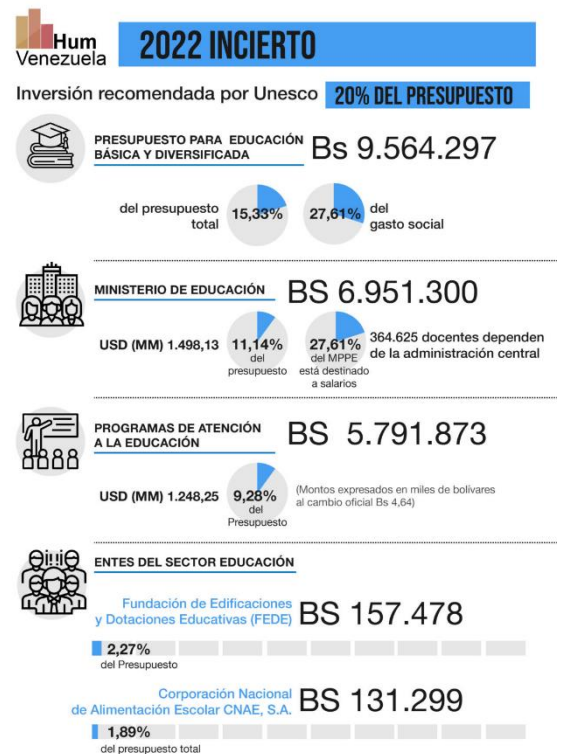 Hum
Venezuela
2022 INCIERTO
Inversión recomendada por Unesco 20% DEL PRESUPUESTO
PRESUPUESTO PARA EDUCACIÓN
BÁSICA Y DIVERSIFICADA
Bs 9.564.297
del presupuesto
total
15,33%
27,61%
del
gasto social
MINISTERIO DE EDUCACIÓN
BS 6.951.300
USD (MM) 1.498,13
11,14%
del
presupuesto
27,61%
del MPPE
está destinado
a salarios
364.625 docentes dependen
de la administración central
PROGRAMAS DE ATENCIÓN
A LA EDUCACIÓN
BS 5.791.873
USD (MM) 1.248,25
9,28%
del
Presupuesto
(Montos expresados en miles de bolívares
al cambio oficial Bs 4,64)
ENTES DEL SECTOR EDUCACIÓN
Fundación de Edificaciones
y Dotaciones Educativas (FEDE)
BS 157.478
2,27%
del Presupuesto
Corporación Nacional
de Alimentación Escolar CNAE, S.A.
BS 131.299
1,89%
del presupuesto total